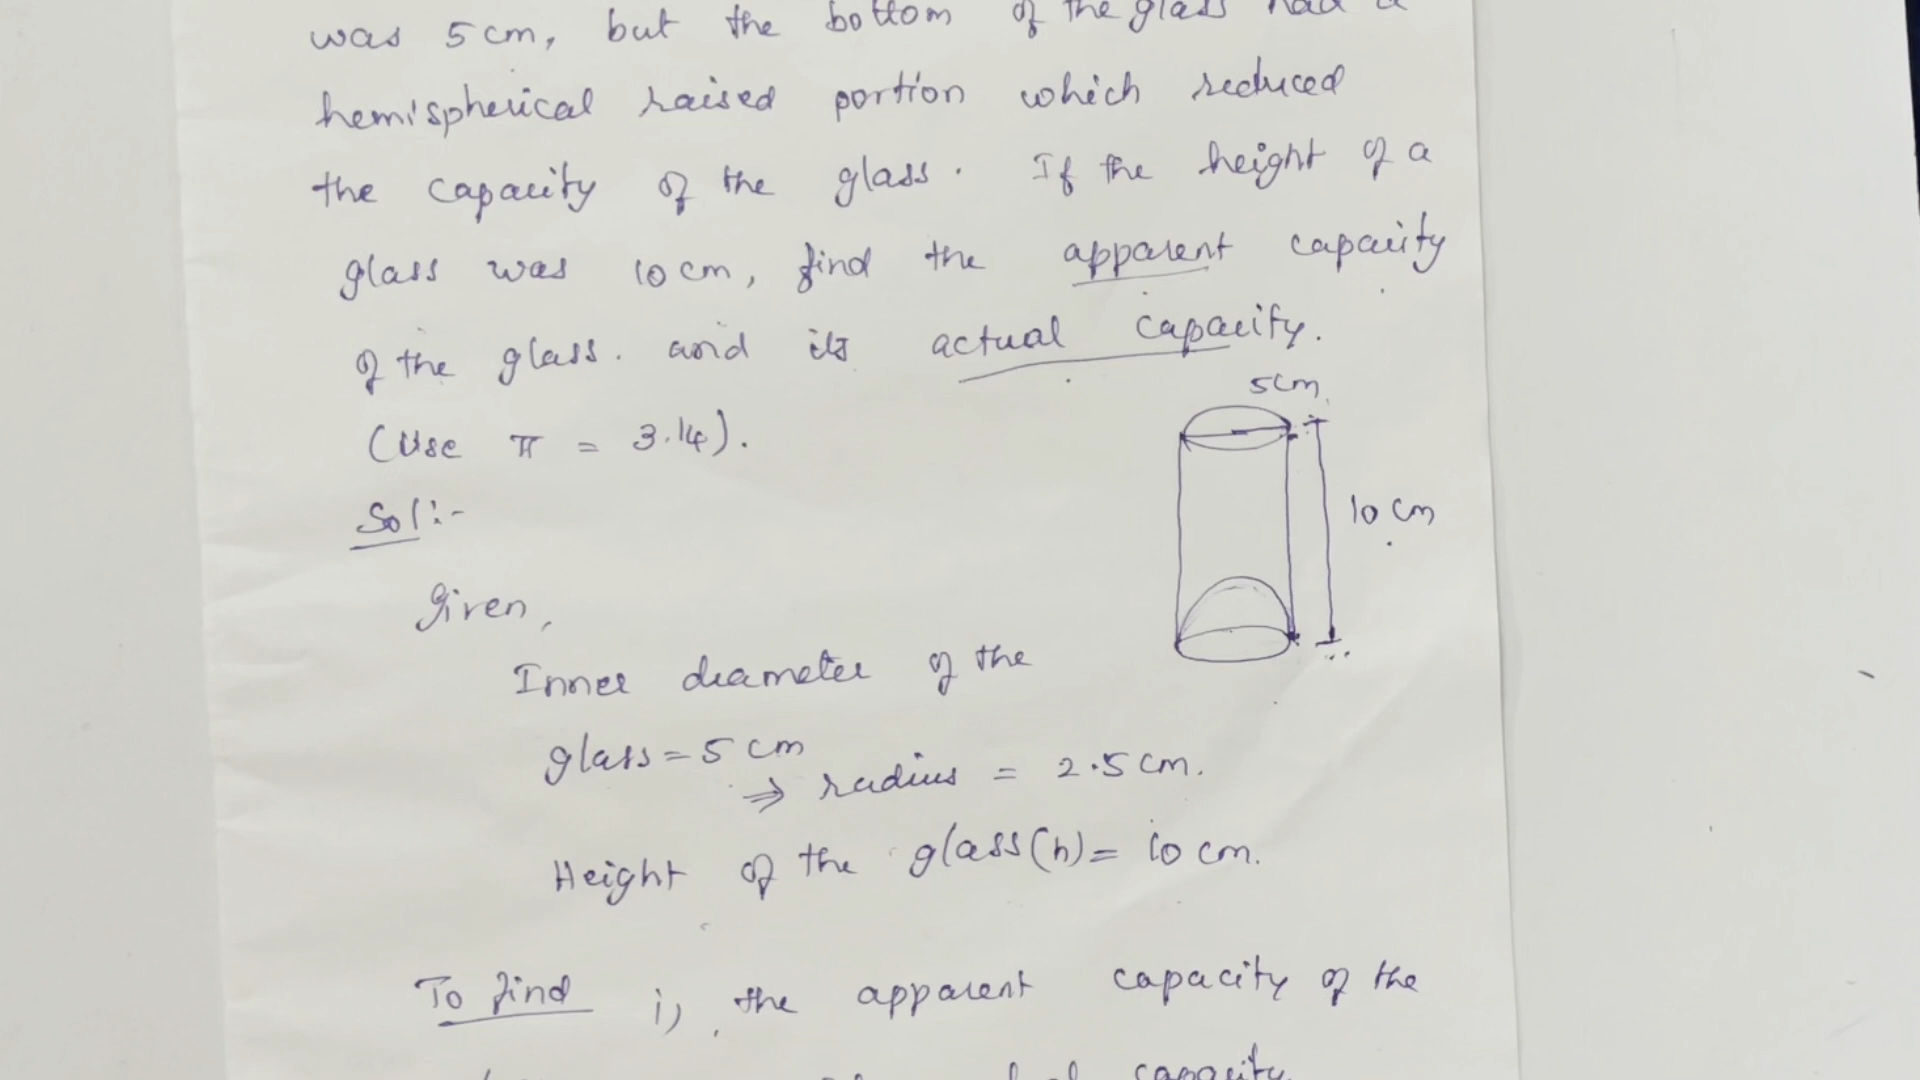 was 5cm, but the bottom of the glass had a
hemispherical raised portion which reduced
the capacity of the glass. If the height of a
glass was 10 cm, find the apparent capacity
of the glass. and its actual capacity.
(Use π = 3.14).
5cm
10 cm
Sol:-
Given,
Inner diameter of the
glass = 5 cm
⇒ radius = 2.5 cm.
Height of the glass(h) = 10 cm.
To find i) the apparent capacity of the
capacity